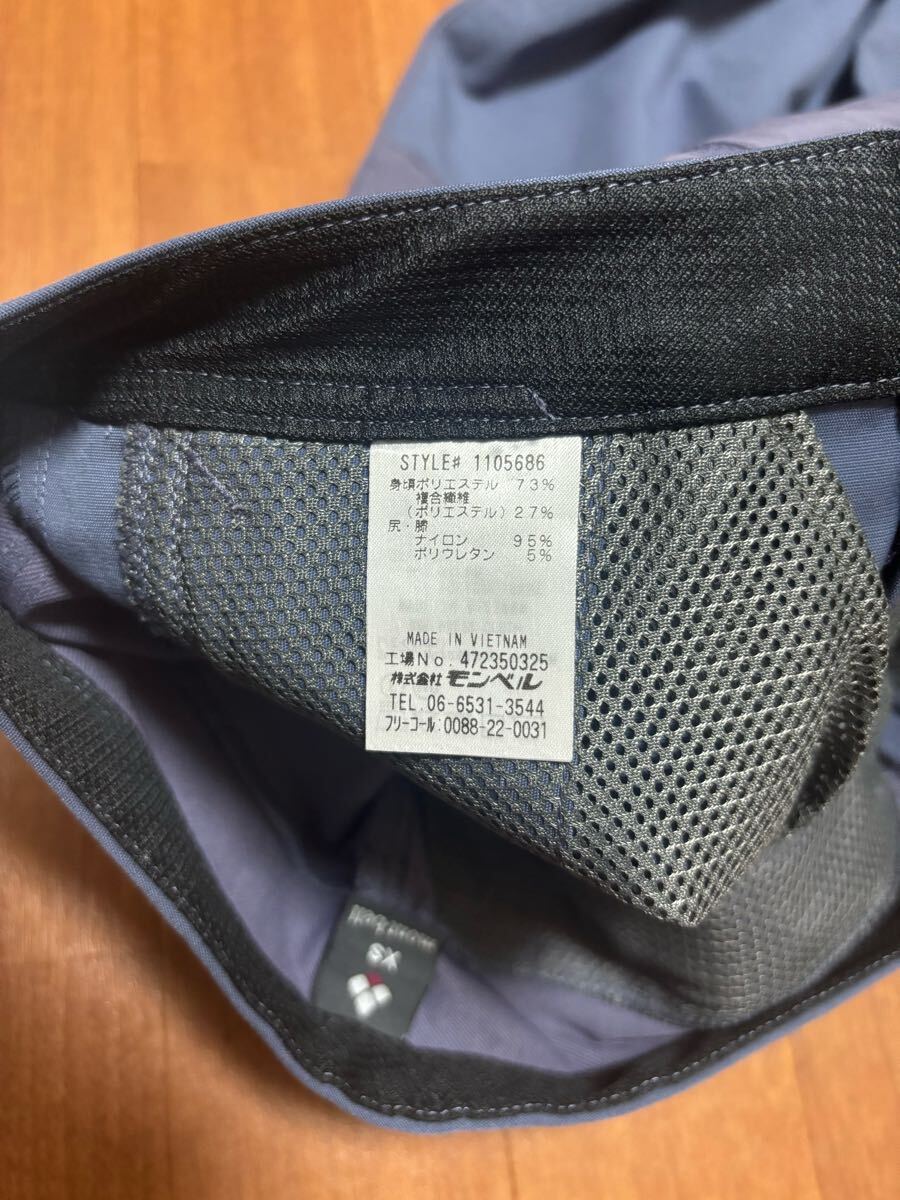 STYLE# 1105686
身頃ポリエステル 73%
複合繊維
(ポリエステル) 27%
尻・膝
ナイロン 95%
ポリウレタン 5%
MADE IN VIETNAM
工場No. 472350325
株式会社 モンベル
TEL.06-6531-3544
フリーコール:0088-22-0031
mont-bell
XS